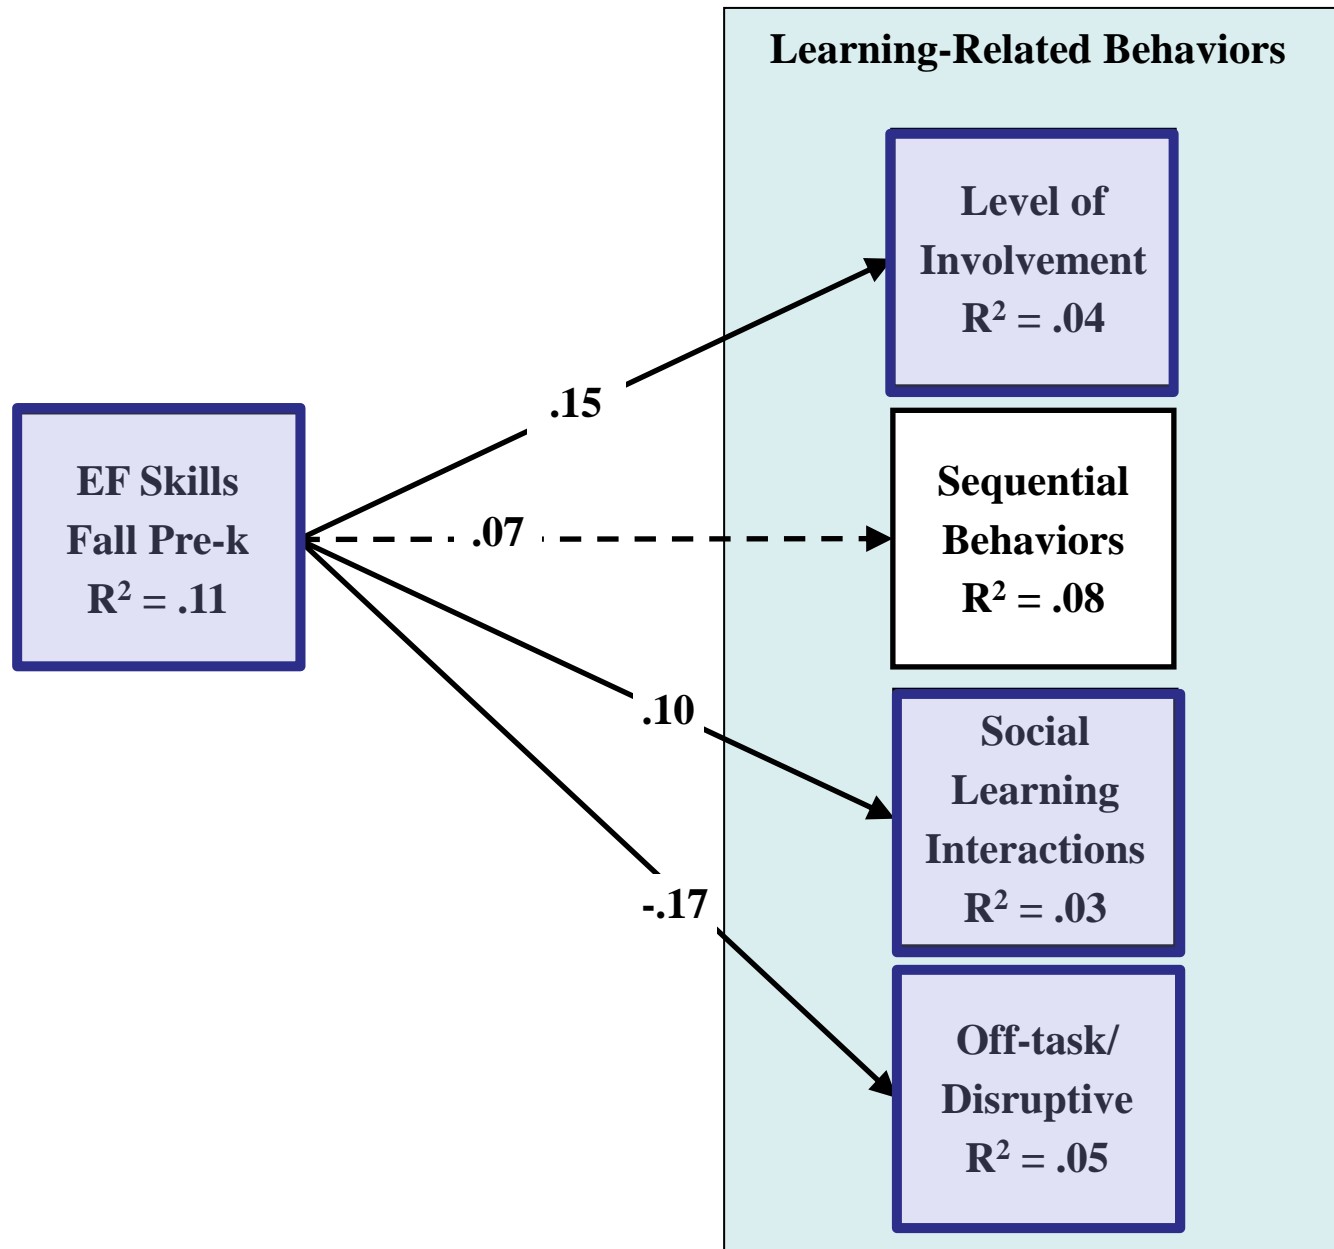 Learning-Related Behaviors
Level of
Involvement
R² = .04
.15
EF Skills
Fall Pre-k
R² = .11
.07
Sequential
Behaviors
R² = .08
.10
Social
Learning
Interactions
R² = .03
-.17
Off-task/
Disruptive
R² = .05